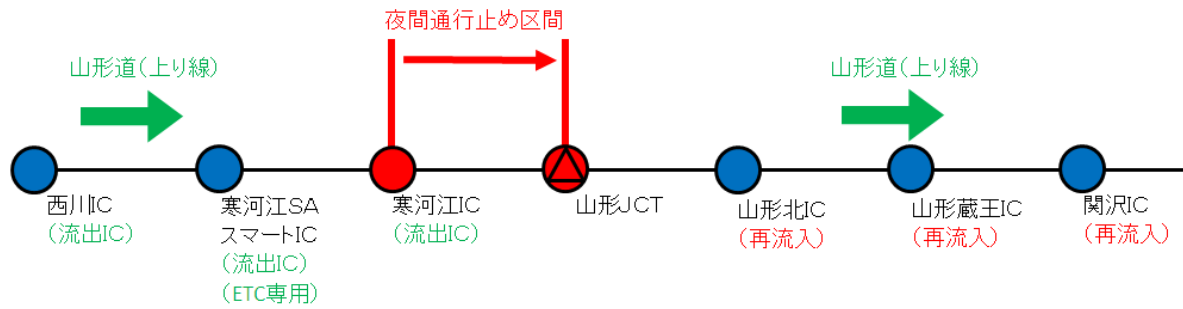 夜間通行止め区間
山形道(上り線)
山形道(上り線)
西川IC
(流出IC)
寒河江SA
スマートIC
(流出IC)
(ETC専用)
寒河江IC
(流出IC)
山形JCT
山形北IC
(再流入)
山形蔵王IC
(再流入)
関沢IC
(再流入)